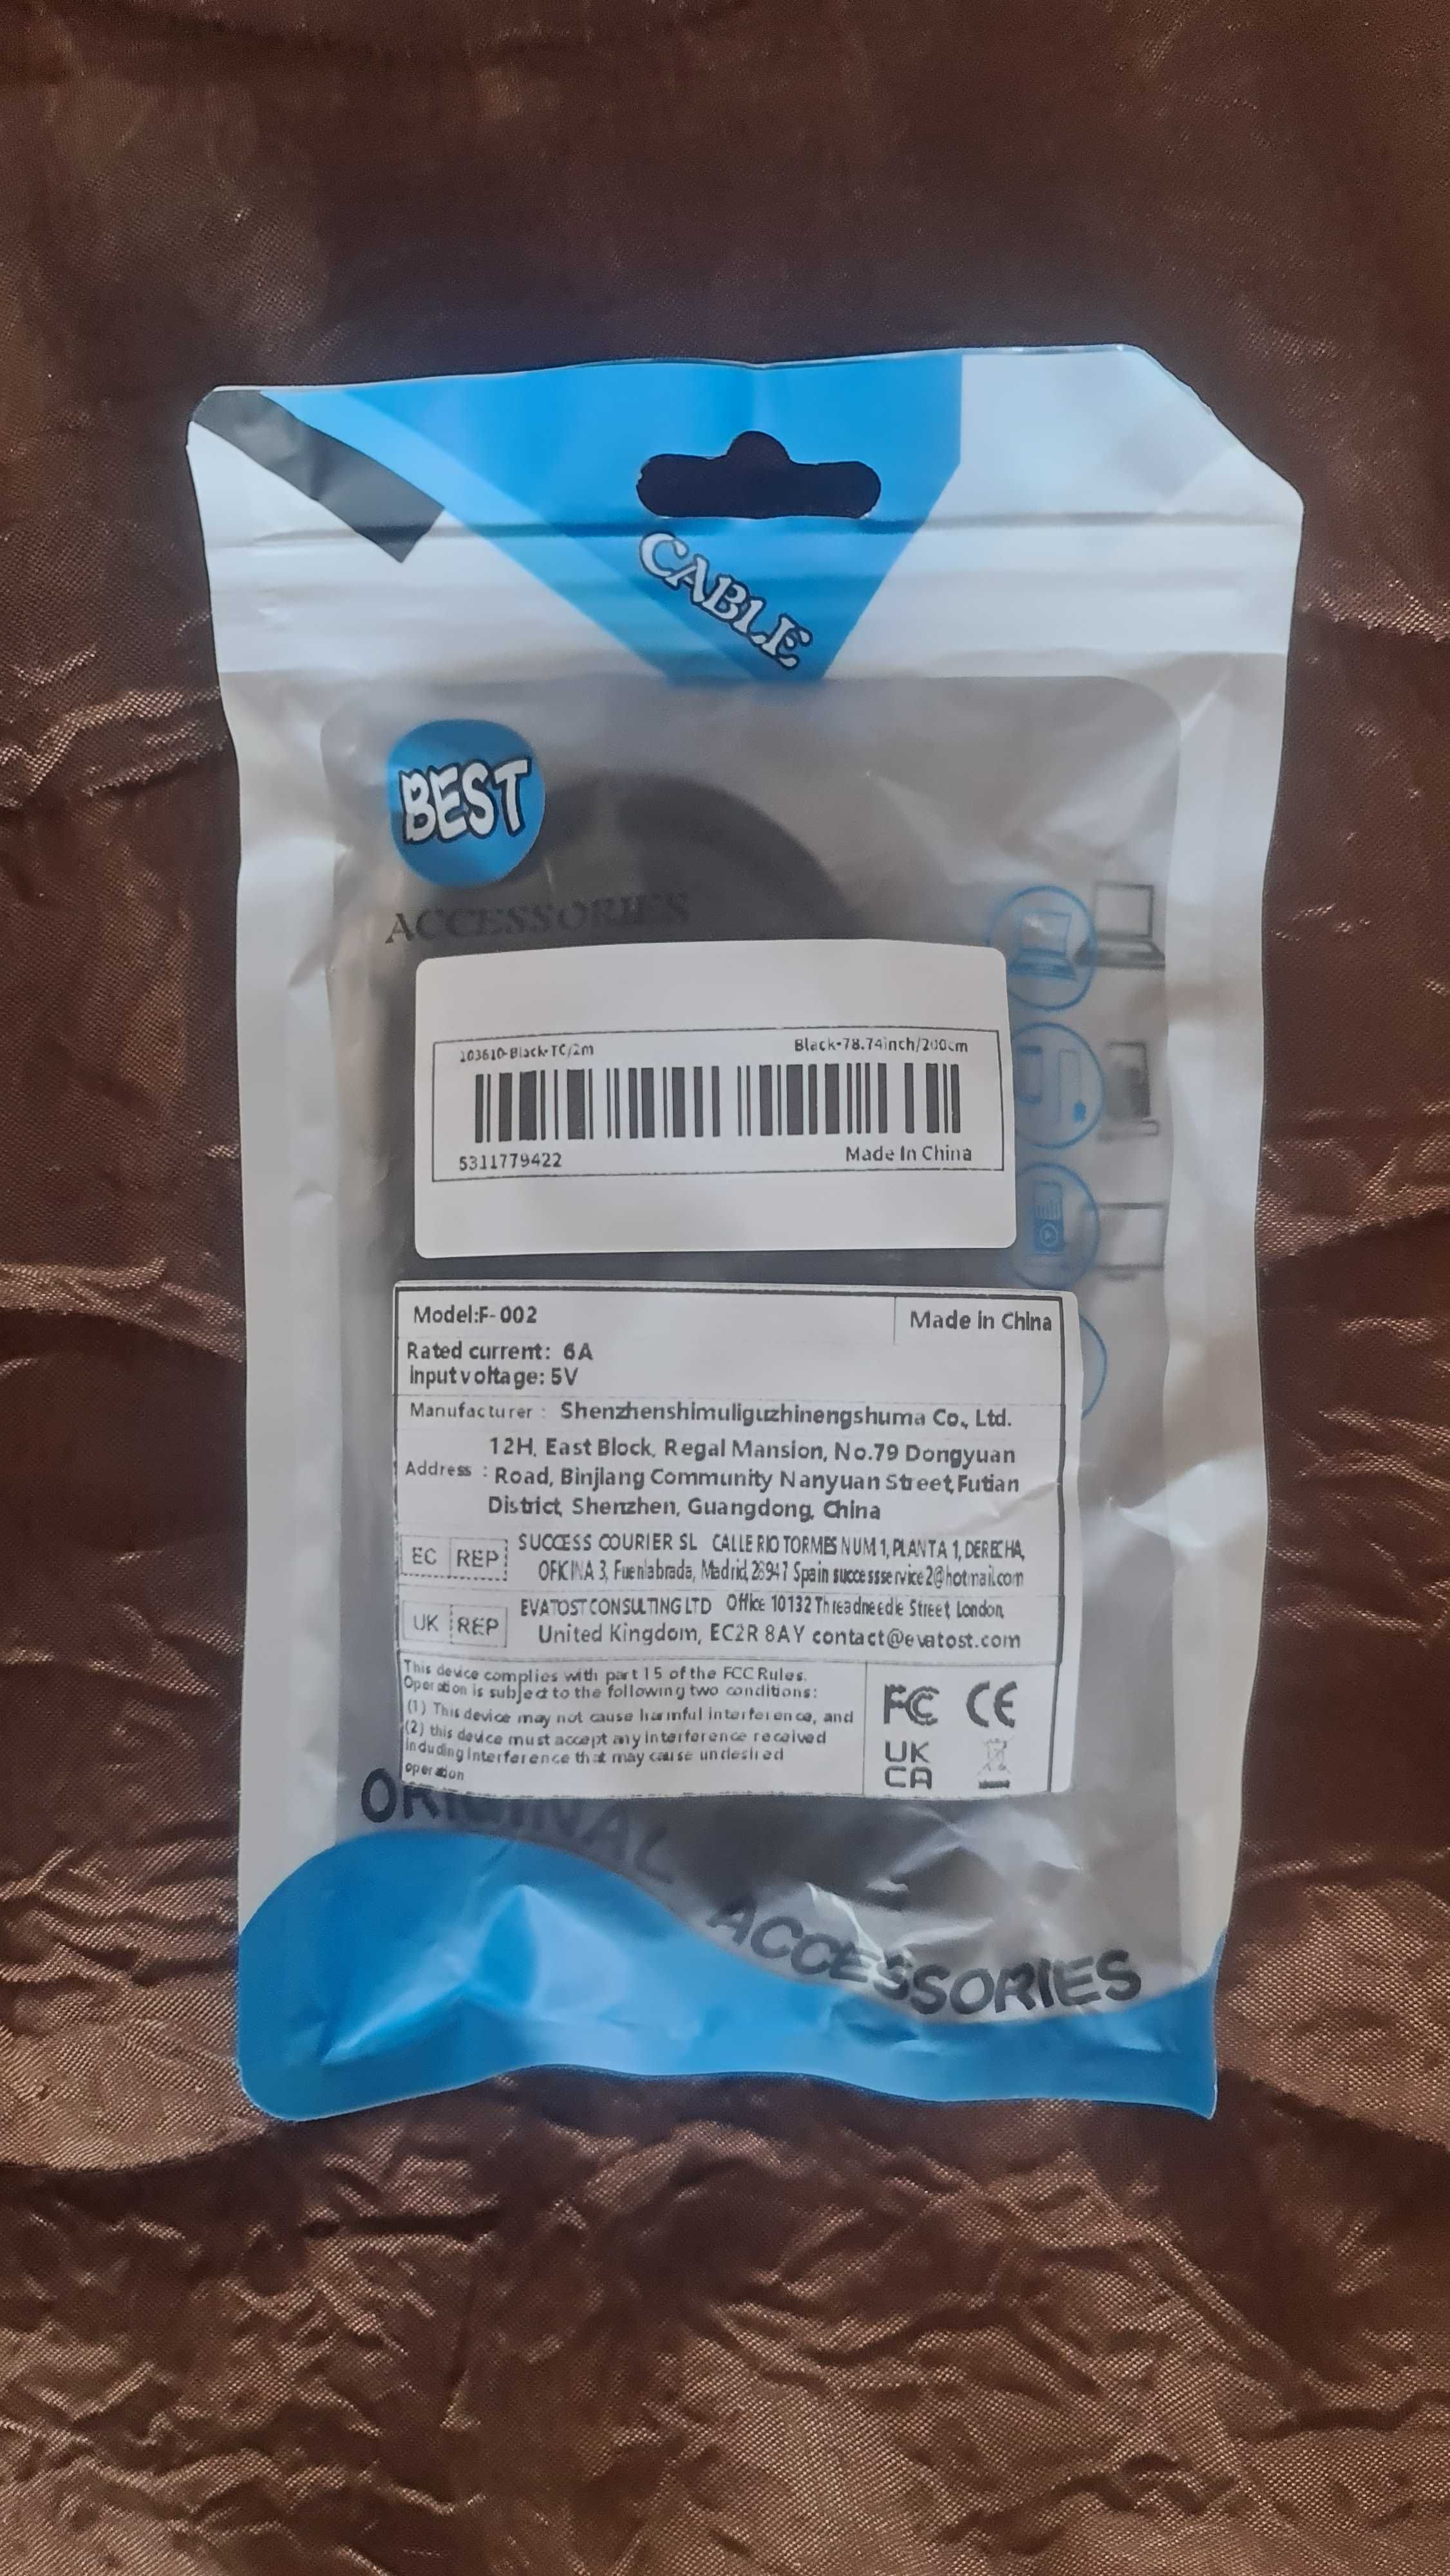 CABLE
BEST
ACCESSORIES
103610-Black-TC/2m
Black-78.74inch/200cm
5311779422
Made In China
Model:F-002
Made in China
Rated current: 6A
Input voltage: 5V
Manufacturer : Shenzhenshimuliguzhinengshuma Co., Ltd.
Address : 12H, East Block, Regal Mansion, No.79 Dongyuan
Road, Binjiang Community Nanyuan Street, Futian
District, Shenzhen, Guangdong, China
EC REP
SUCCESS COURIER SL CALLE RIO TORMES NUM 1, PLANTA 1, DERECHA,
OFICINA 3, Fuenlabrada, Madrid, 28947 Spain successservice2@hotmail.com
UK REP
EVATOST CONSULTING LTD Office 101 32 Threadneedle Street, London,
United Kingdom, EC2R 8AY contact@evatost.com
This device complies with part 15 of the FCC Rules.
Operation is subject to the following two conditions:
(1) This device may not cause harmful interference, and
(2) this device must accept any interference received
including interference that may cause undesired
operation
FC CE
UK
CA
ORIGINAL
ACCESSORIES